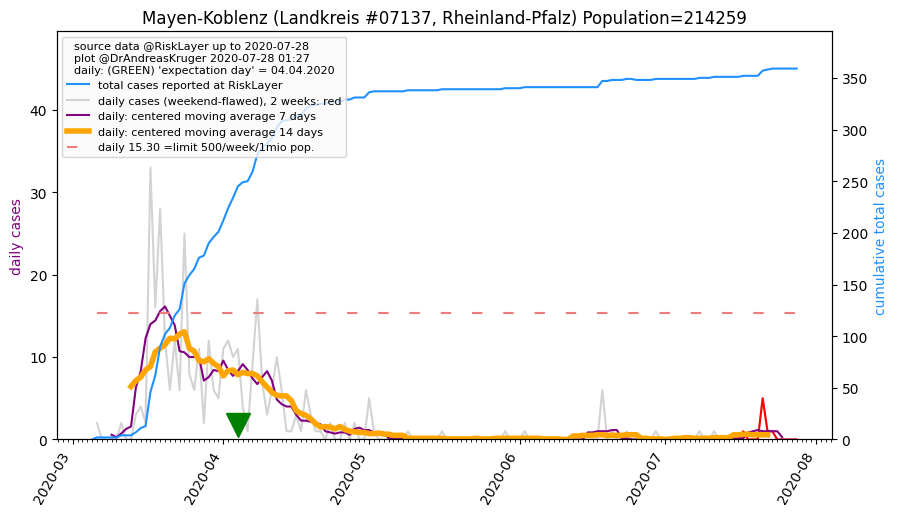 Mayen-Koblenz (Landkreis #07137, Rheinland-Pfalz) Population=214259
source data @RiskLayer up to 2020-07-28
plot @DrAndreasKruger 2020-07-28 01:27
daily: (GREEN) 'expectation day' = 04.04.2020
total cases reported at RiskLayer
daily cases (weekend-flawed), 2 weeks: red
daily: centered moving average 7 days
daily: centered moving average 14 days
daily 15.30 =limit 500/week/1mio pop.
daily cases
0
10
20
30
40
cumulative total cases
0
50
100
150
200
250
300
350
2020-03
2020-04
2020-05
2020-06
2020-07
2020-08